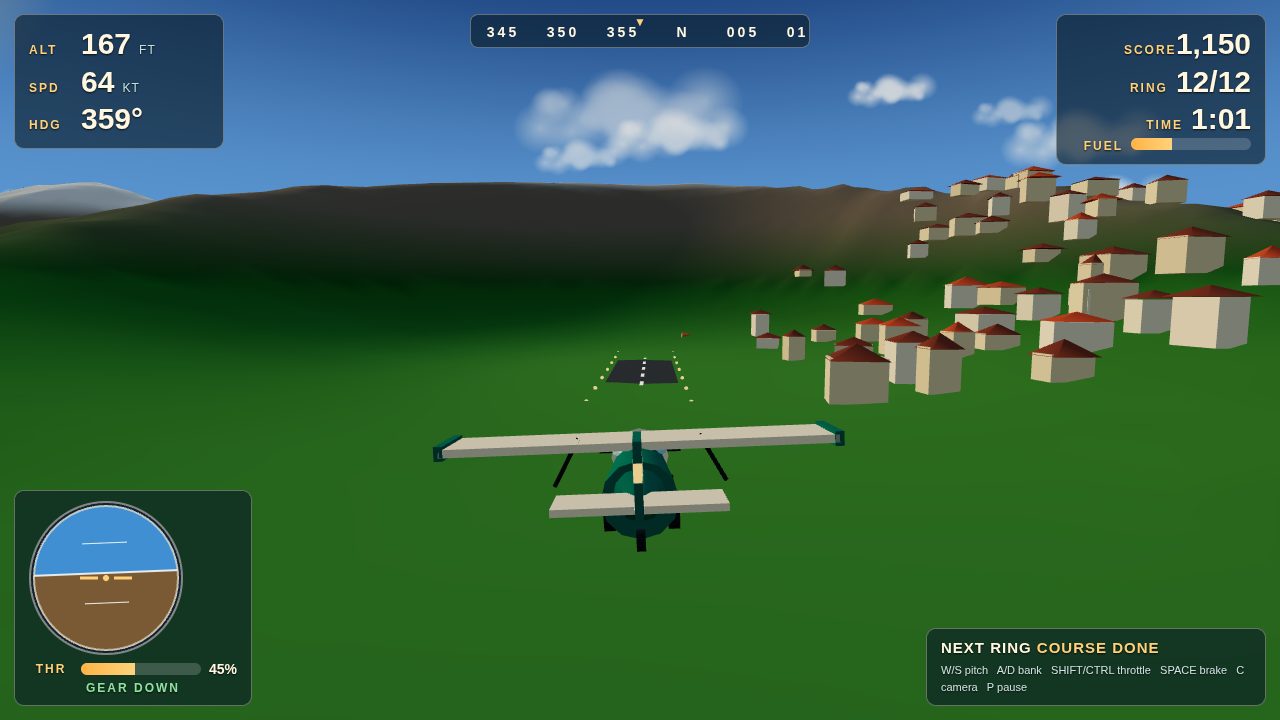 ALT 167 FT
SPD 64 KT
HDG 359°
345 350 355 N 005 01
SCORE 1,150
RING 12/12
TIME 1:01
FUEL
THR 45%
GEAR DOWN
NEXT RING COURSE DONE
W/S pitch A/D bank SHIFT/CTRL throttle SPACE brake C
camera P pause